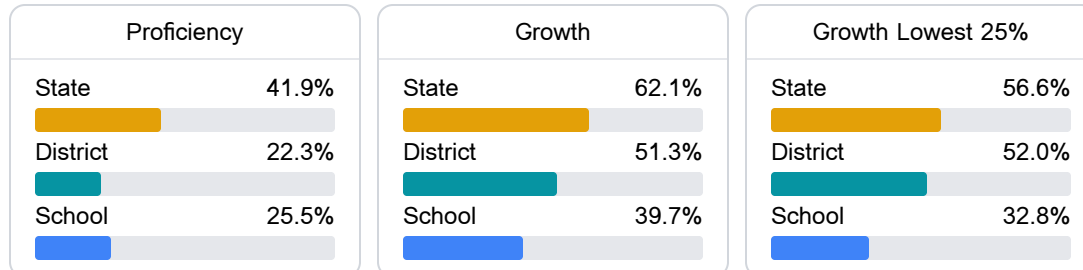 Proficiency
State 41.9%
District 22.3%
School 25.5%
Growth
State 62.1%
District 51.3%
School 39.7%
Growth Lowest 25%
State 56.6%
District 52.0%
School 32.8%